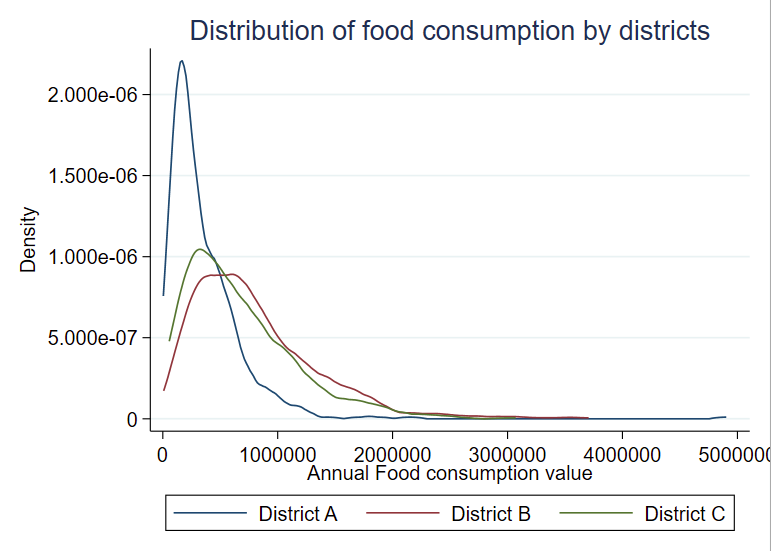 Distribution of food consumption by districts
Density
2.000e-06
1.500e-06
1.000e-06
5.000e-07
0
0 1000000 2000000 3000000 4000000 5000000
Annual Food consumption value
District A District B District C